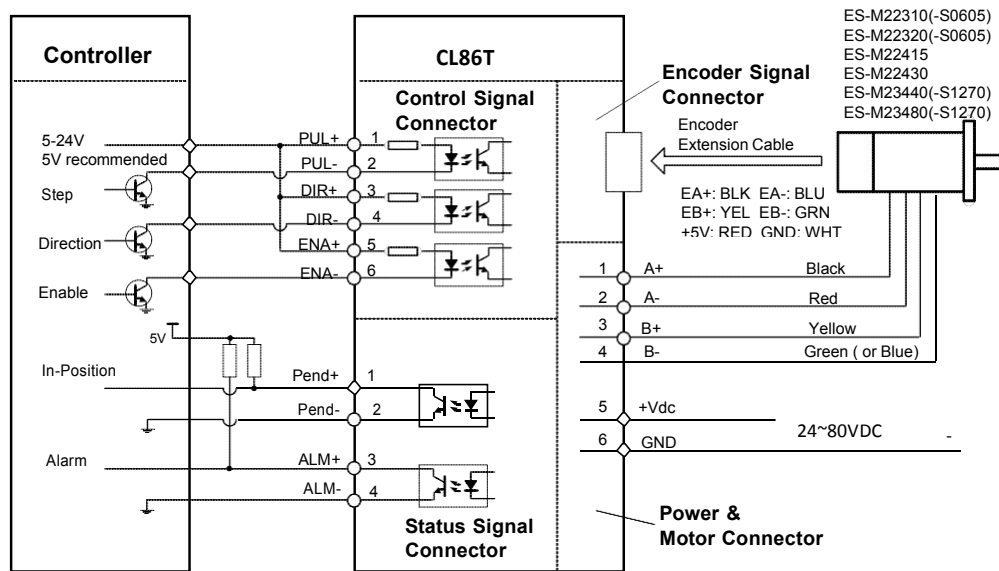 Controller
5-24V
5V recommended
Step
Direction
Enable
5V
In-Position
Alarm
CL86T
Control Signal
Connector
PUL+ 1
PUL- 2
DIR+ 3
DIR- 4
ENA+ 5
ENA- 6
Pend+ 1
Pend- 2
ALM+ 3
ALM- 4
Status Signal
Connector
Encoder Signal
Connector
Encoder
Extension Cable
EA+: BLK EA-: BLU
EB+: YEL EB-: GRN
+5V: RED GND: WHT
ES-M22310(-S0605)
ES-M22320(-S0605)
ES-M22415
ES-M22430
ES-M23440(-S1270)
ES-M23480(-S1270)
1 A+ Black
2 A- Red
3 B+ Yellow
4 B- Green ( or Blue)
5 +Vdc
24~80VDC -
6 GND
Power &
Motor Connector